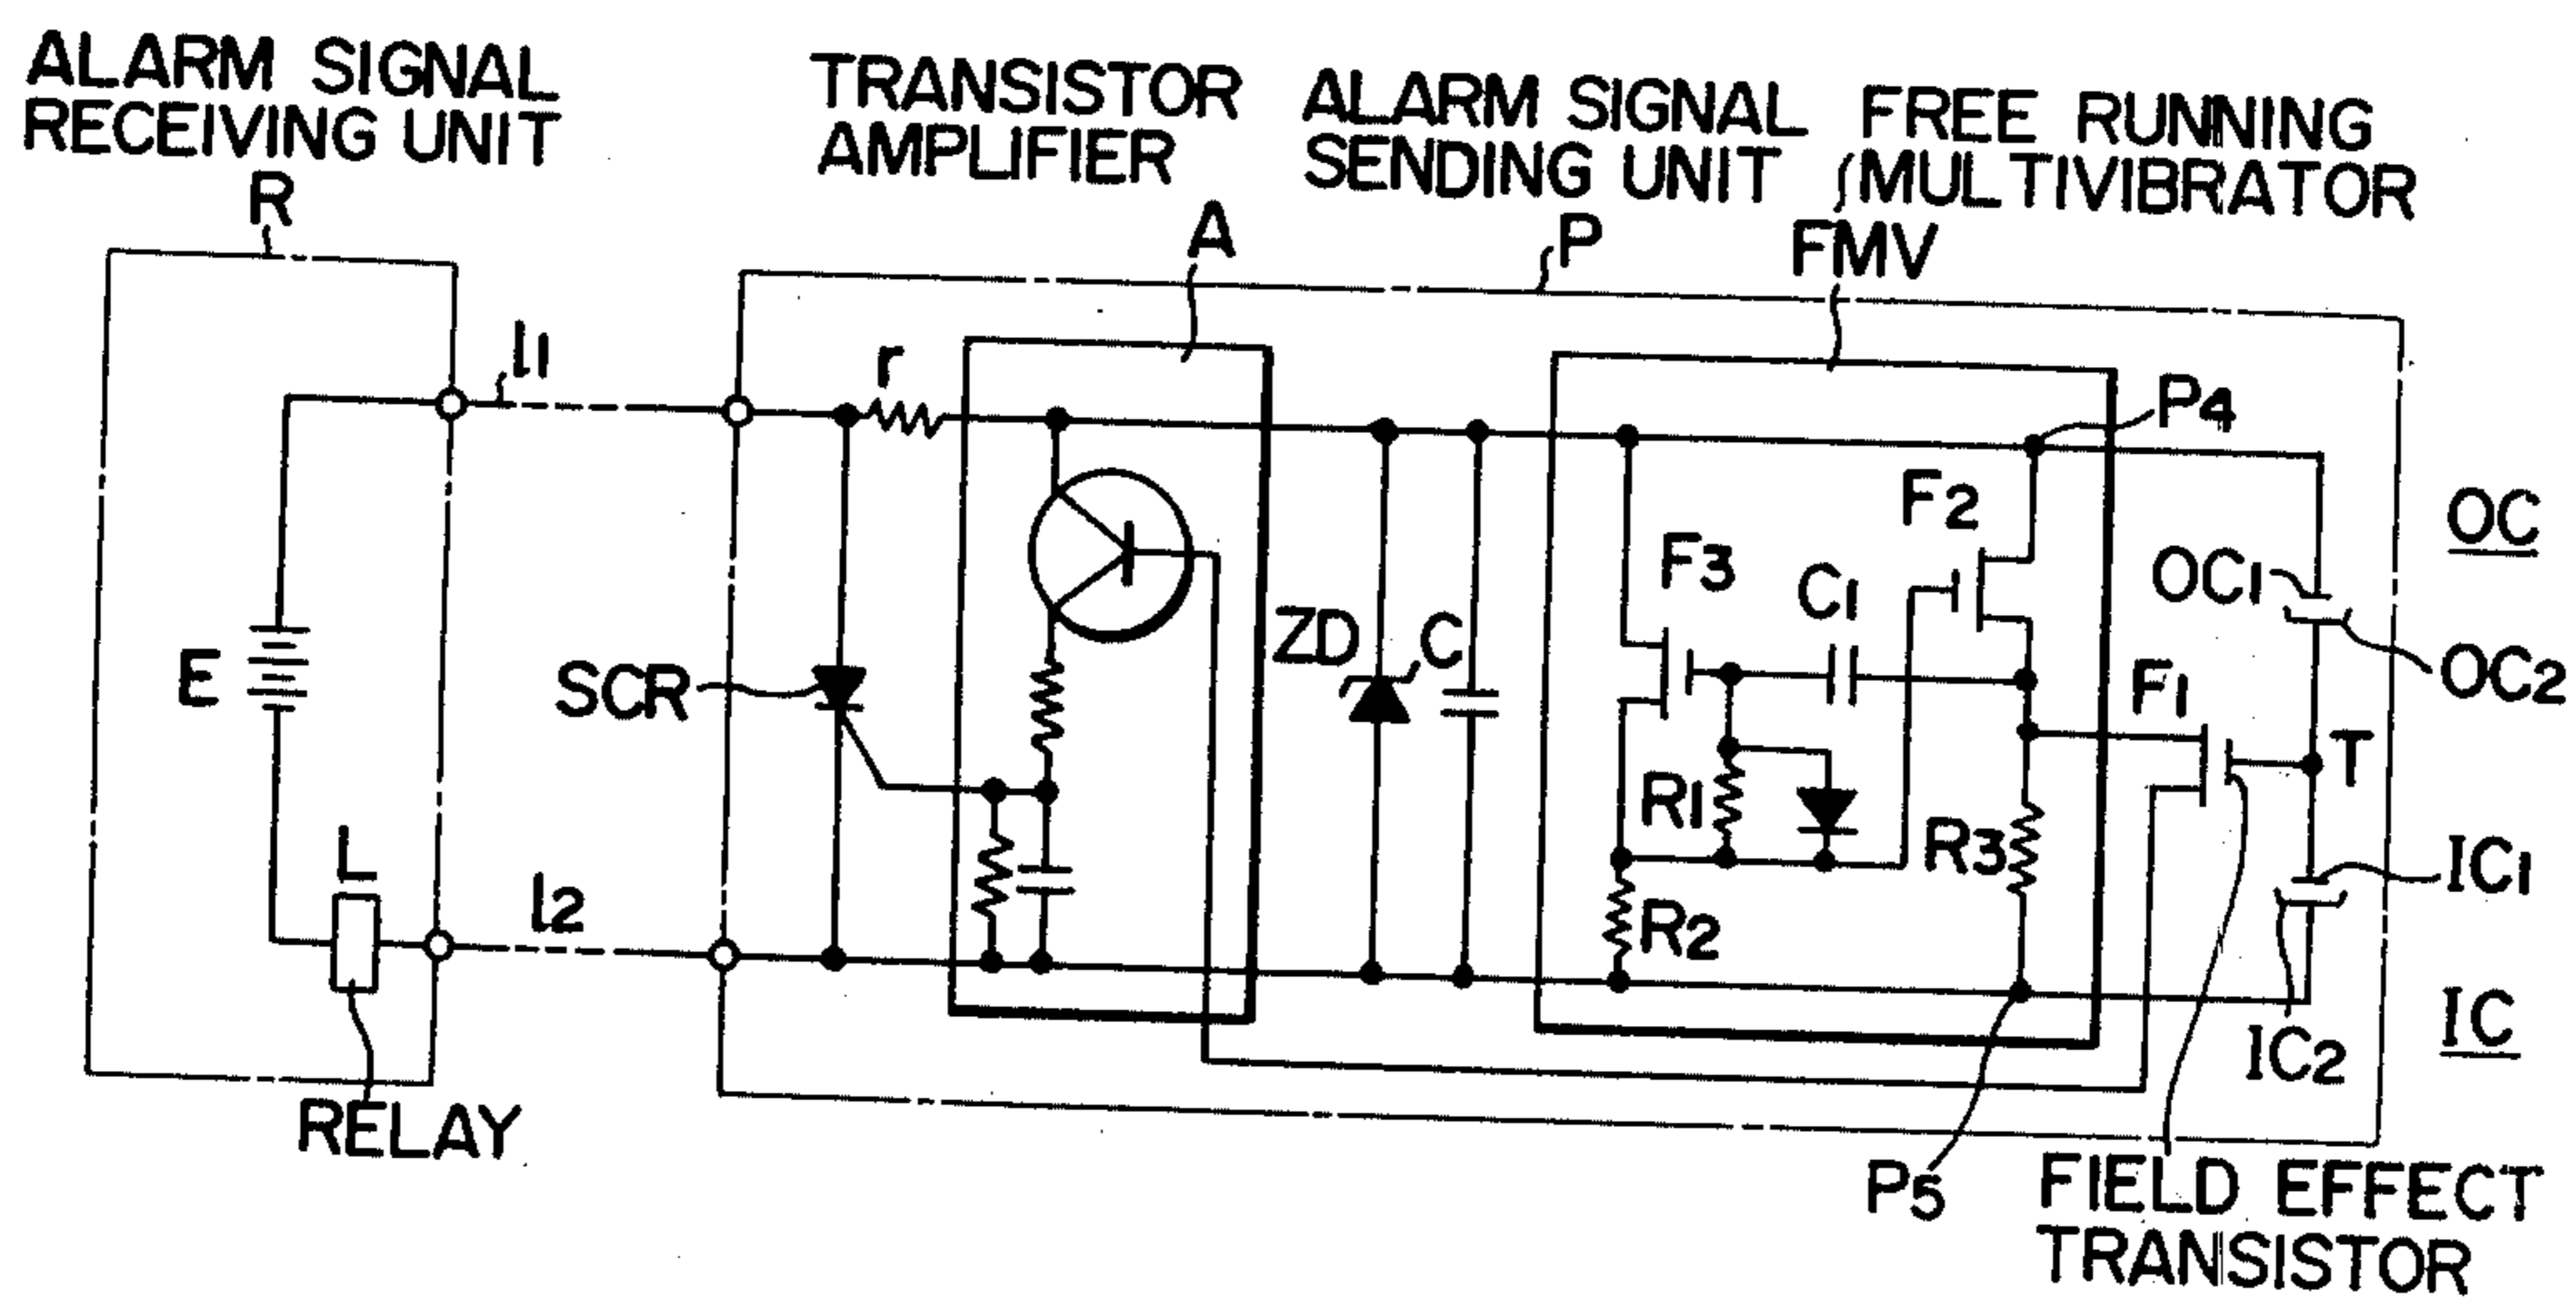 ALARM SIGNAL
RECEIVING UNIT
R
TRANSISTOR
AMPLIFIER
A
ALARM SIGNAL
SENDING UNIT
P
FREE RUNNING
MULTIVIBRATOR
FMV
l1
r
P4
F2
OC
F3
C1
OC1
E
SCR
ZD
C
OC2
F1
T
R1
L
R3
IC1
l2
R2
IC
IC2
RELAY
P5
FIELD EFFECT
TRANSISTOR